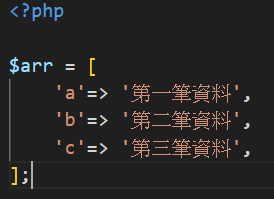 <?php
$arr = [
    'a'=> '第一筆資料',
    'b'=> '第二筆資料',
    'c'=> '第三筆資料',
];